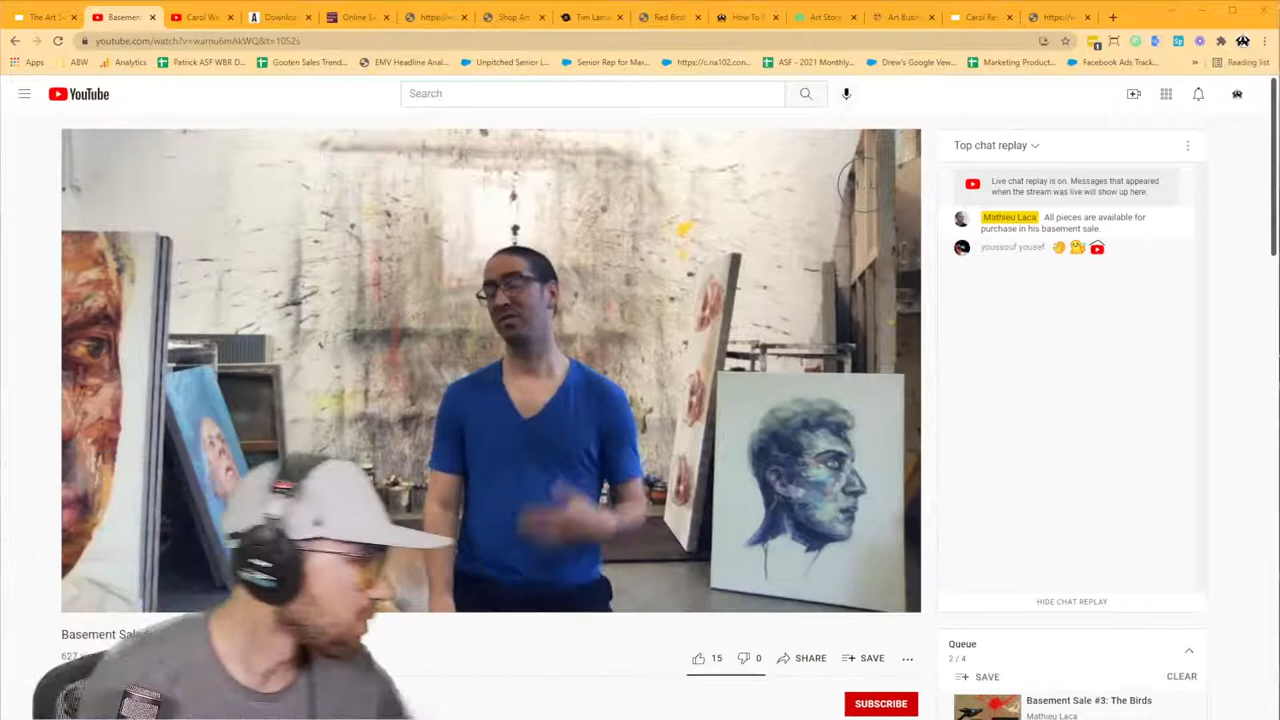 The Art S
Basemen
Carol Wa
Downloa
Online S
https://w
Shop Art
Tim Lama
Red Bird
How To F
Art Store
Art Busin
Carol Re
https://w
youtube.com/watch?v=warnu6mAkWQ&t=1052s
Apps
ABW
Analytics
Patrick ASF WBR D...
Gooten Sales Trend...
EMV Headline Anal...
Unpitched Senior L...
Senior Rep for Mar...
https://c.na102.con...
ASF - 2021 Monthly...
Drew's Google Vew...
Marketing Product...
Facebook Ads Track...
»
Reading list
YouTube
Search
Top chat replay
Live chat replay is on. Messages that appeared
when the stream was live will show up here.
Mathieu Laca All pieces are available for
purchase in his basement sale.
youssouf yousef
HIDE CHAT REPLAY
Basement Sale
627
15
0
SHARE
SAVE
Queue
2 / 4
SAVE
CLEAR
SUBSCRIBE
Basement Sale #3: The Birds
Mathieu Laca